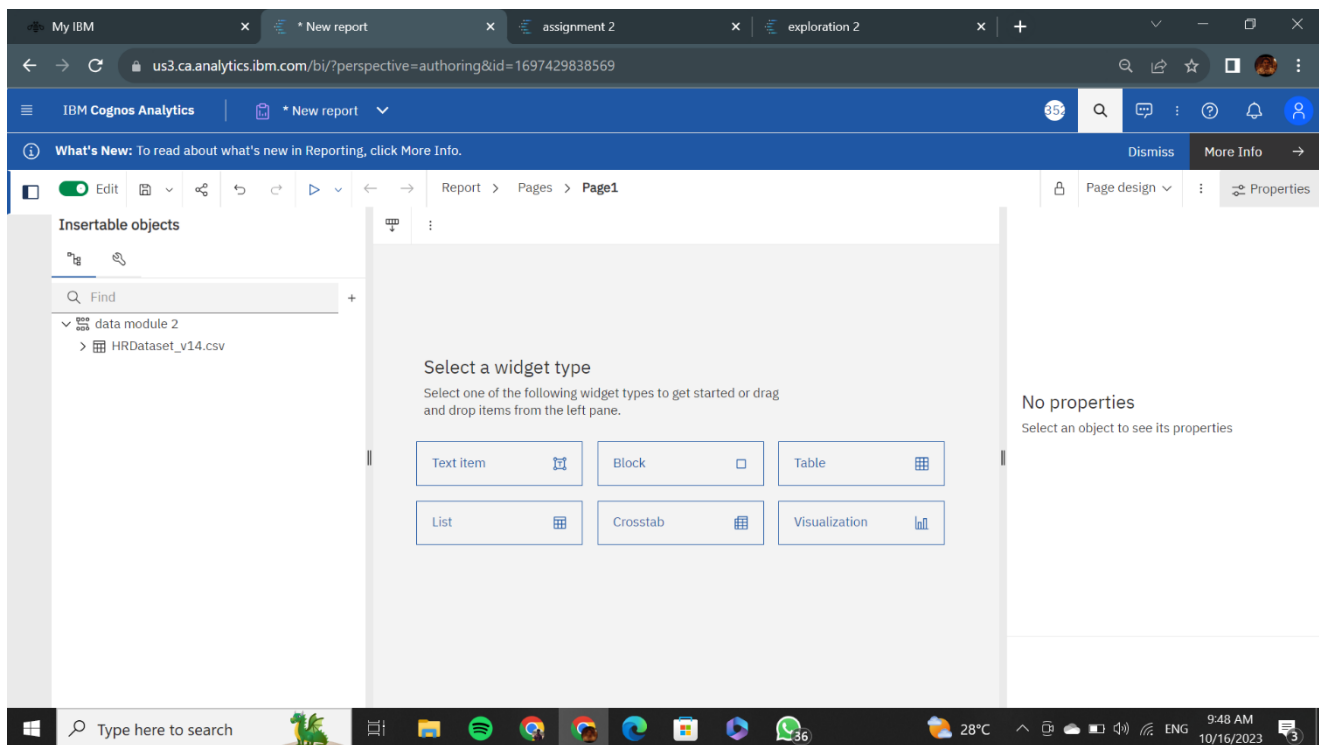 My IBM
* New report
assignment 2
exploration 2
us3.ca.analytics.ibm.com/bi/?perspective=authoring&id=1697429838569
IBM Cognos Analytics
* New report
352
What's New: To read about what's new in Reporting, click More Info.
Dismiss
More Info
Edit
Report > Pages > Page1
Page design
Properties
Insertable objects
Find
data module 2
HRDataset_v14.csv
Select a widget type
Select one of the following widget types to get started or drag
and drop items from the left pane.
Text item
Block
Table
List
Crosstab
Visualization
No properties
Select an object to see its properties
Type here to search
36
28°C
ENG
9:48 AM
10/16/2023
3